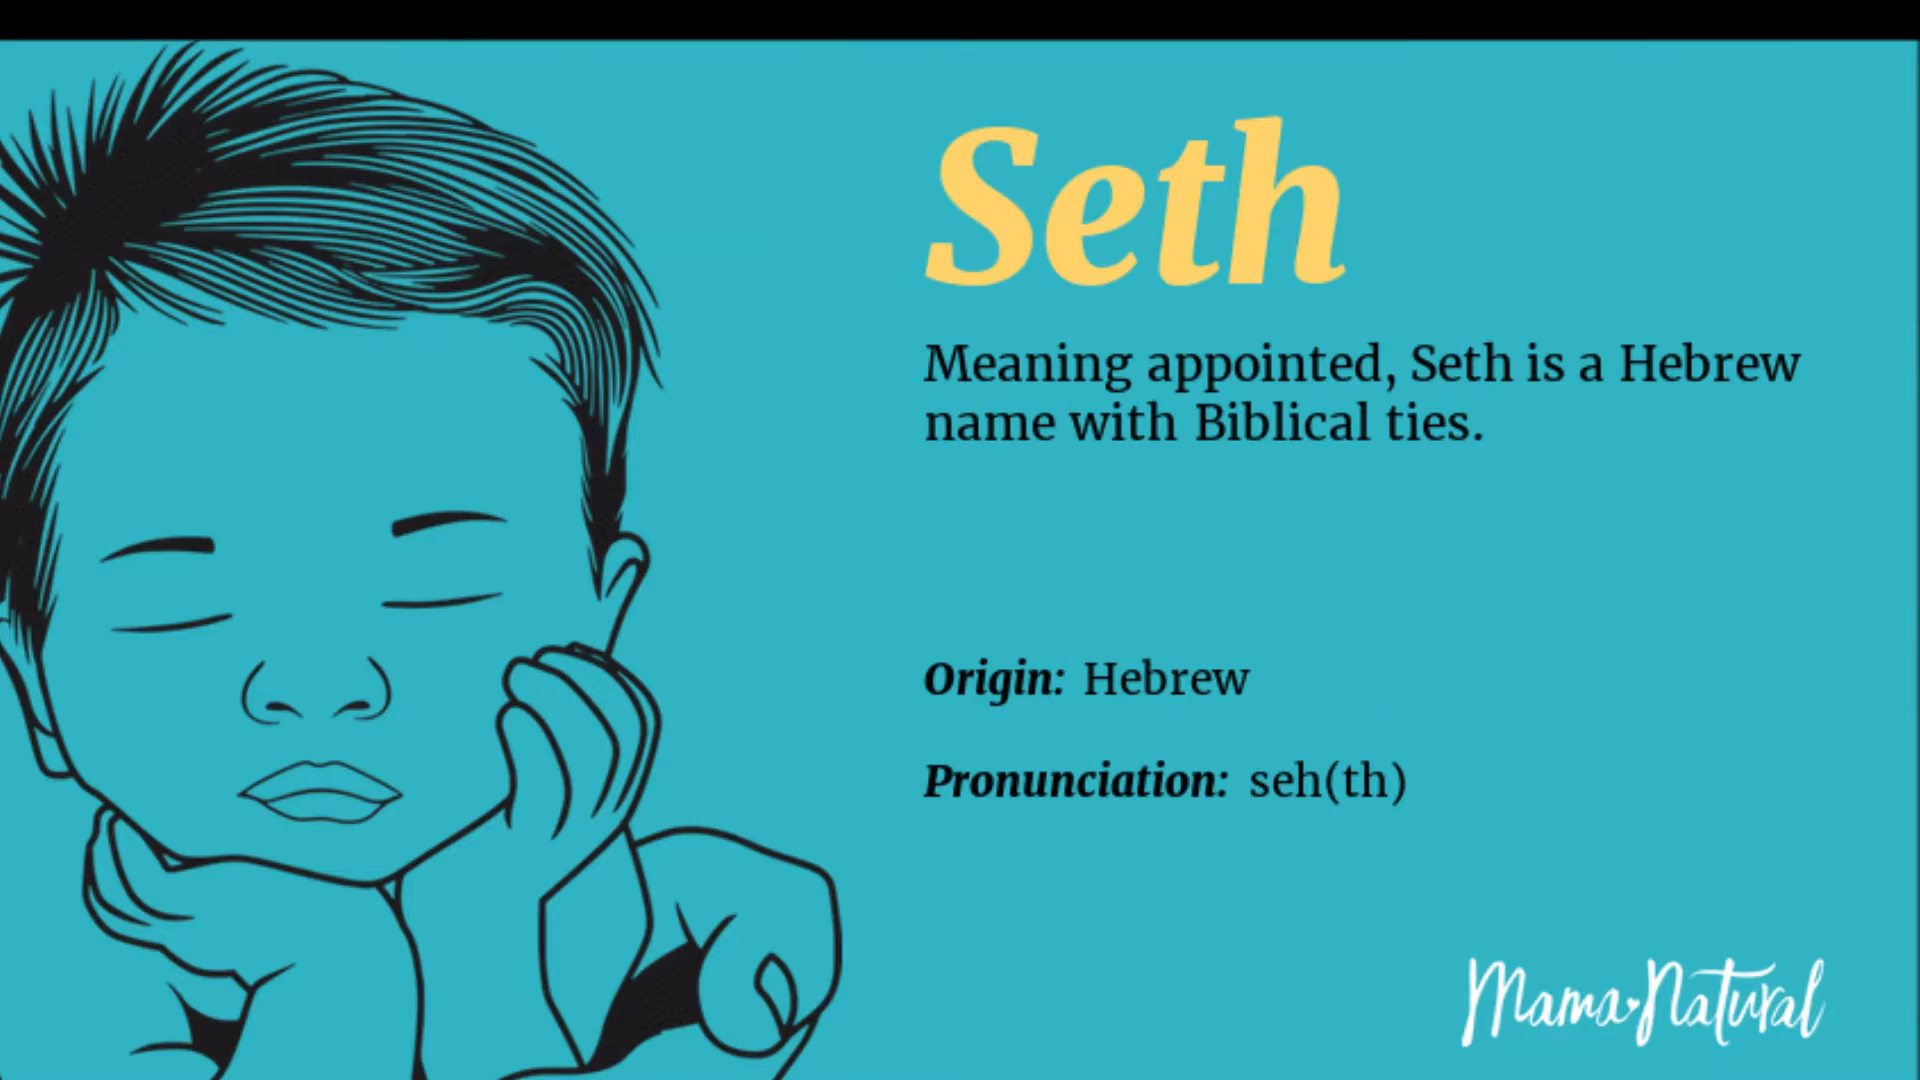 Seth
Meaning appointed, Seth is a Hebrew
name with Biblical ties.
Origin: Hebrew
Pronunciation: seh(th)
Mama Natural